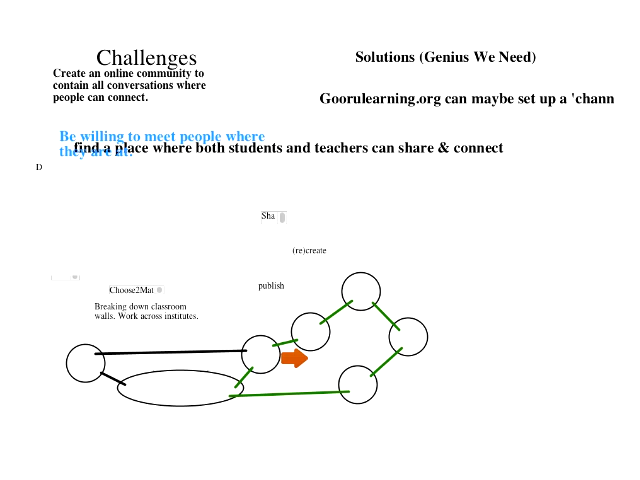 Challenges
Solutions (Genius We Need)
Create an online community to
contain all conversations where
people can connect.
Goorulearning.org can maybe set up a 'chann
Be willing to meet people where
they are at.
find a place where both students and teachers can share & connect
D
Sha
(re)create
publish
Choose2Mat
Breaking down classroom
walls. Work across institutes.